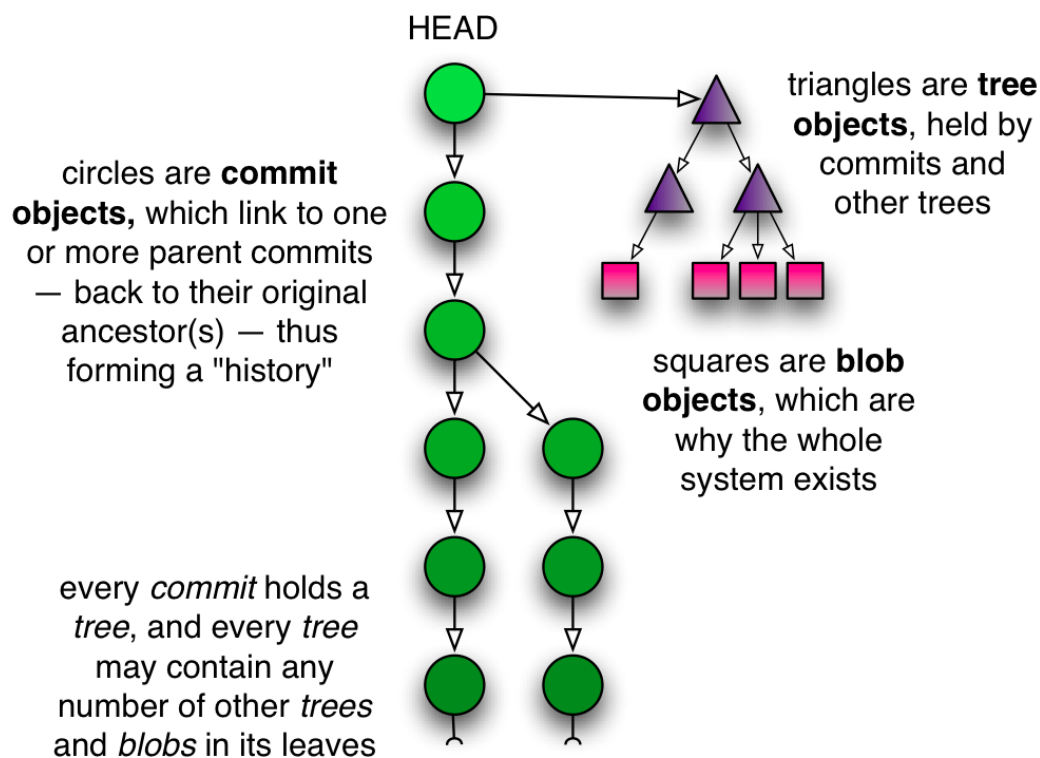 HEAD
triangles are tree
objects, held by
commits and
other trees
circles are commit
objects, which link to one
or more parent commits
— back to their original
ancestor(s) — thus
forming a "history"
squares are blob
objects, which are
why the whole
system exists
every commit holds a
tree, and every tree
may contain any
number of other trees
and blobs in its leaves